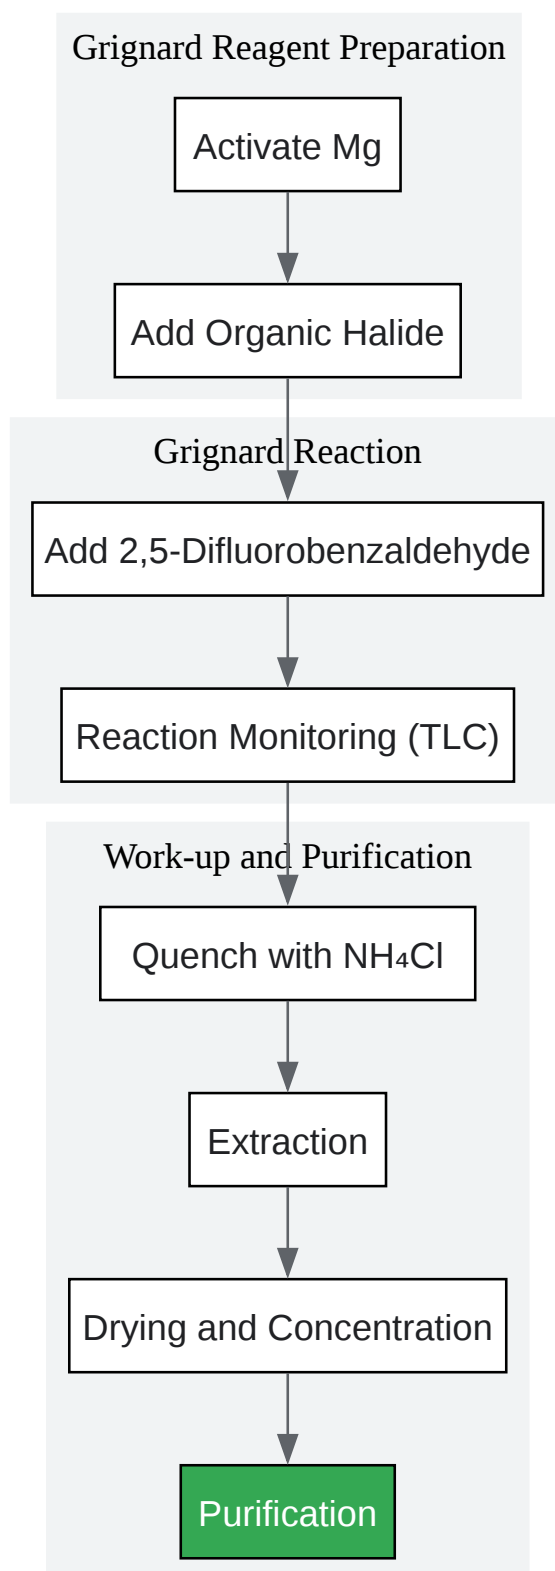 Grignard Reagent Preparation
Activate Mg
Add Organic Halide
Grignard Reaction
Add 2,5-Difluorobenzaldehyde
Reaction Monitoring (TLC)
Work-up and Purification
Quench with NH₄Cl
Extraction
Drying and Concentration
Purification